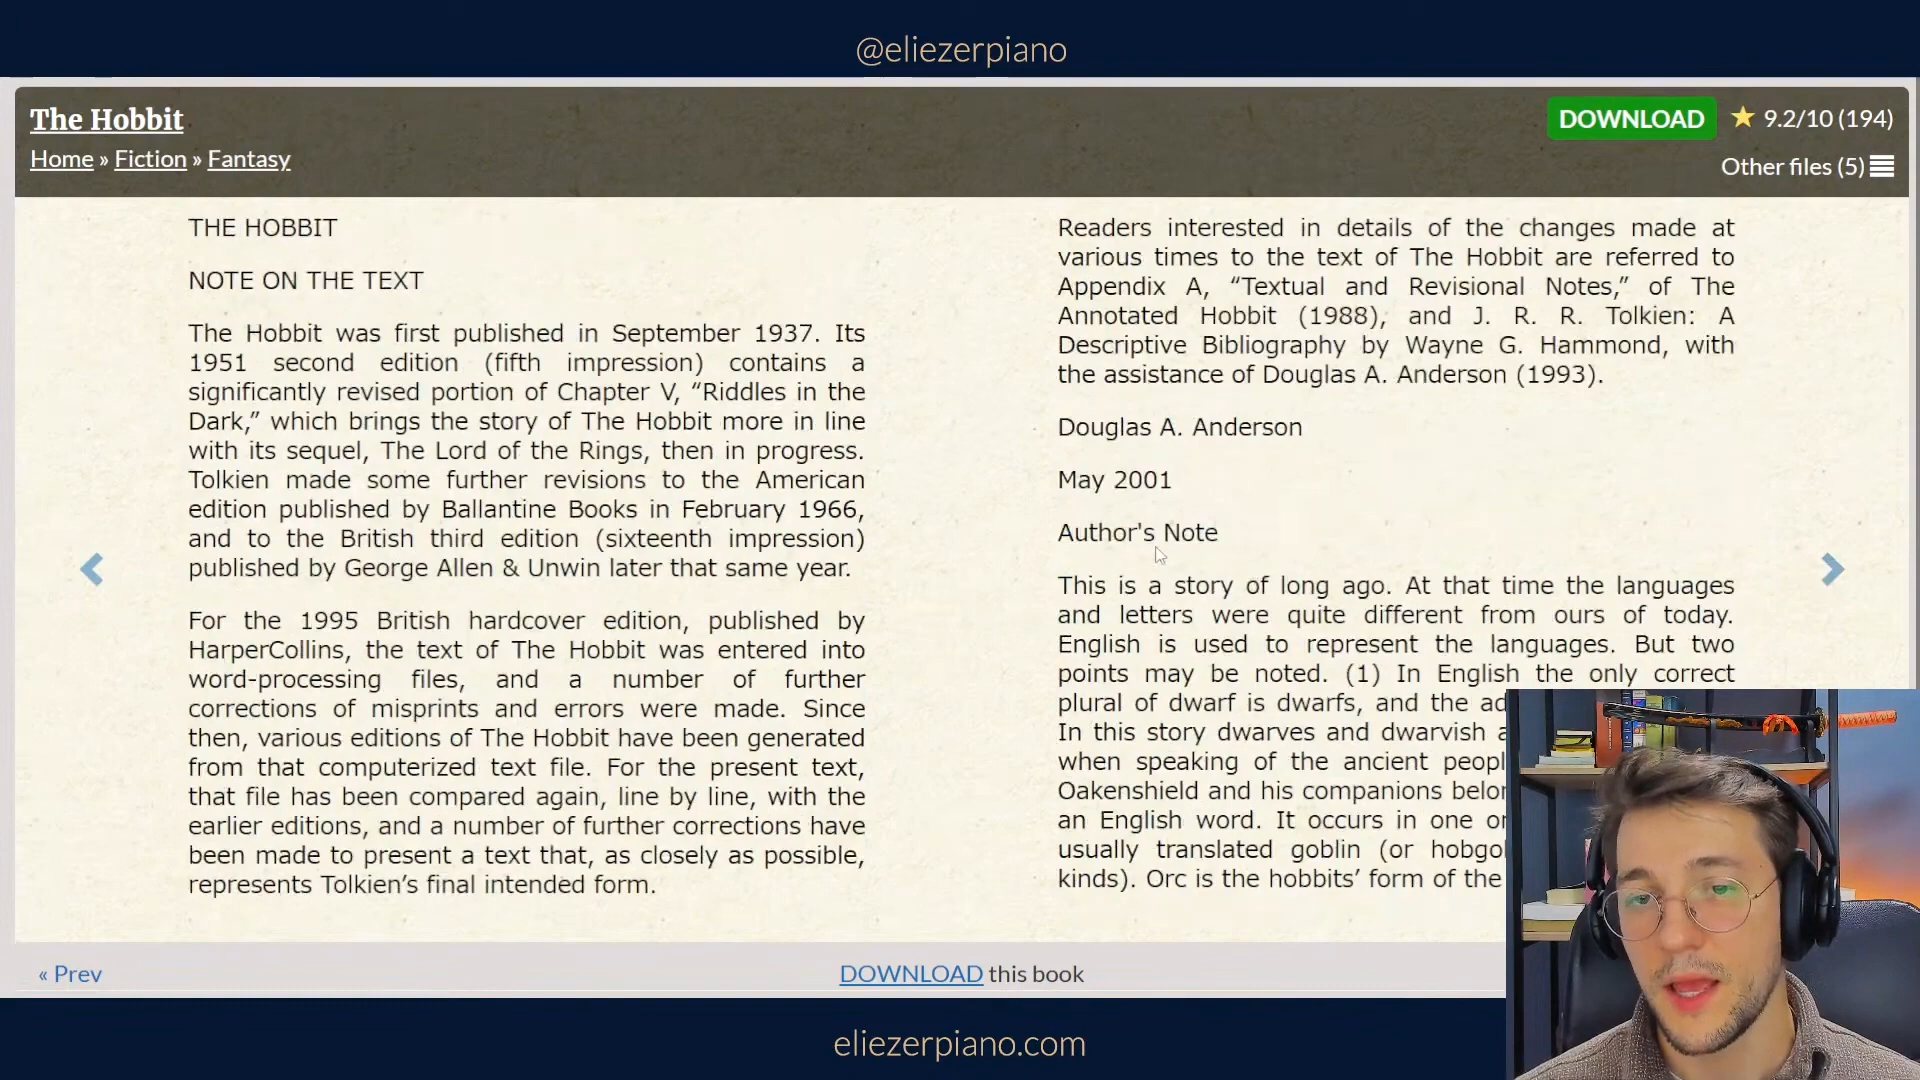 @eliezerpiano
The Hobbit
Home » Fiction » Fantasy
DOWNLOAD
9.2/10 (194)
Other files (5)
THE HOBBIT
NOTE ON THE TEXT
The Hobbit was first published in September 1937. Its
1951 second edition (fifth impression) contains a
significantly revised portion of Chapter V, “Riddles in the
Dark,” which brings the story of The Hobbit more in line
with its sequel, The Lord of the Rings, then in progress.
Tolkien made some further revisions to the American
edition published by Ballantine Books in February 1966,
and to the British third edition (sixteenth impression)
published by George Allen & Unwin later that same year.
For the 1995 British hardcover edition, published by
HarperCollins, the text of The Hobbit was entered into
word-processing files, and a number of further
corrections of misprints and errors were made. Since
then, various editions of The Hobbit have been generated
from that computerized text file. For the present text,
that file has been compared again, line by line, with the
earlier editions, and a number of further corrections have
been made to present a text that, as closely as possible,
represents Tolkien’s final intended form.
Readers interested in details of the changes made at
various times to the text of The Hobbit are referred to
Appendix A, “Textual and Revisional Notes,” of The
Annotated Hobbit (1988), and J. R. R. Tolkien: A
Descriptive Bibliography by Wayne G. Hammond, with
the assistance of Douglas A. Anderson (1993).
Douglas A. Anderson
May 2001
Author's Note
This is a story of long ago. At that time the languages
and letters were quite different from ours of today.
English is used to represent the languages. But two
points may be noted. (1) In English the only correct
plural of dwarf is dwarfs, and the
In this story dwarves and dwarvish
when speaking of the ancient
Oakenshield and his companions
an English word. It occurs in one
usually translated goblin (or
kinds). Orc is the hobbits’ form of the
« Prev
DOWNLOAD this book
eliezerpiano.com